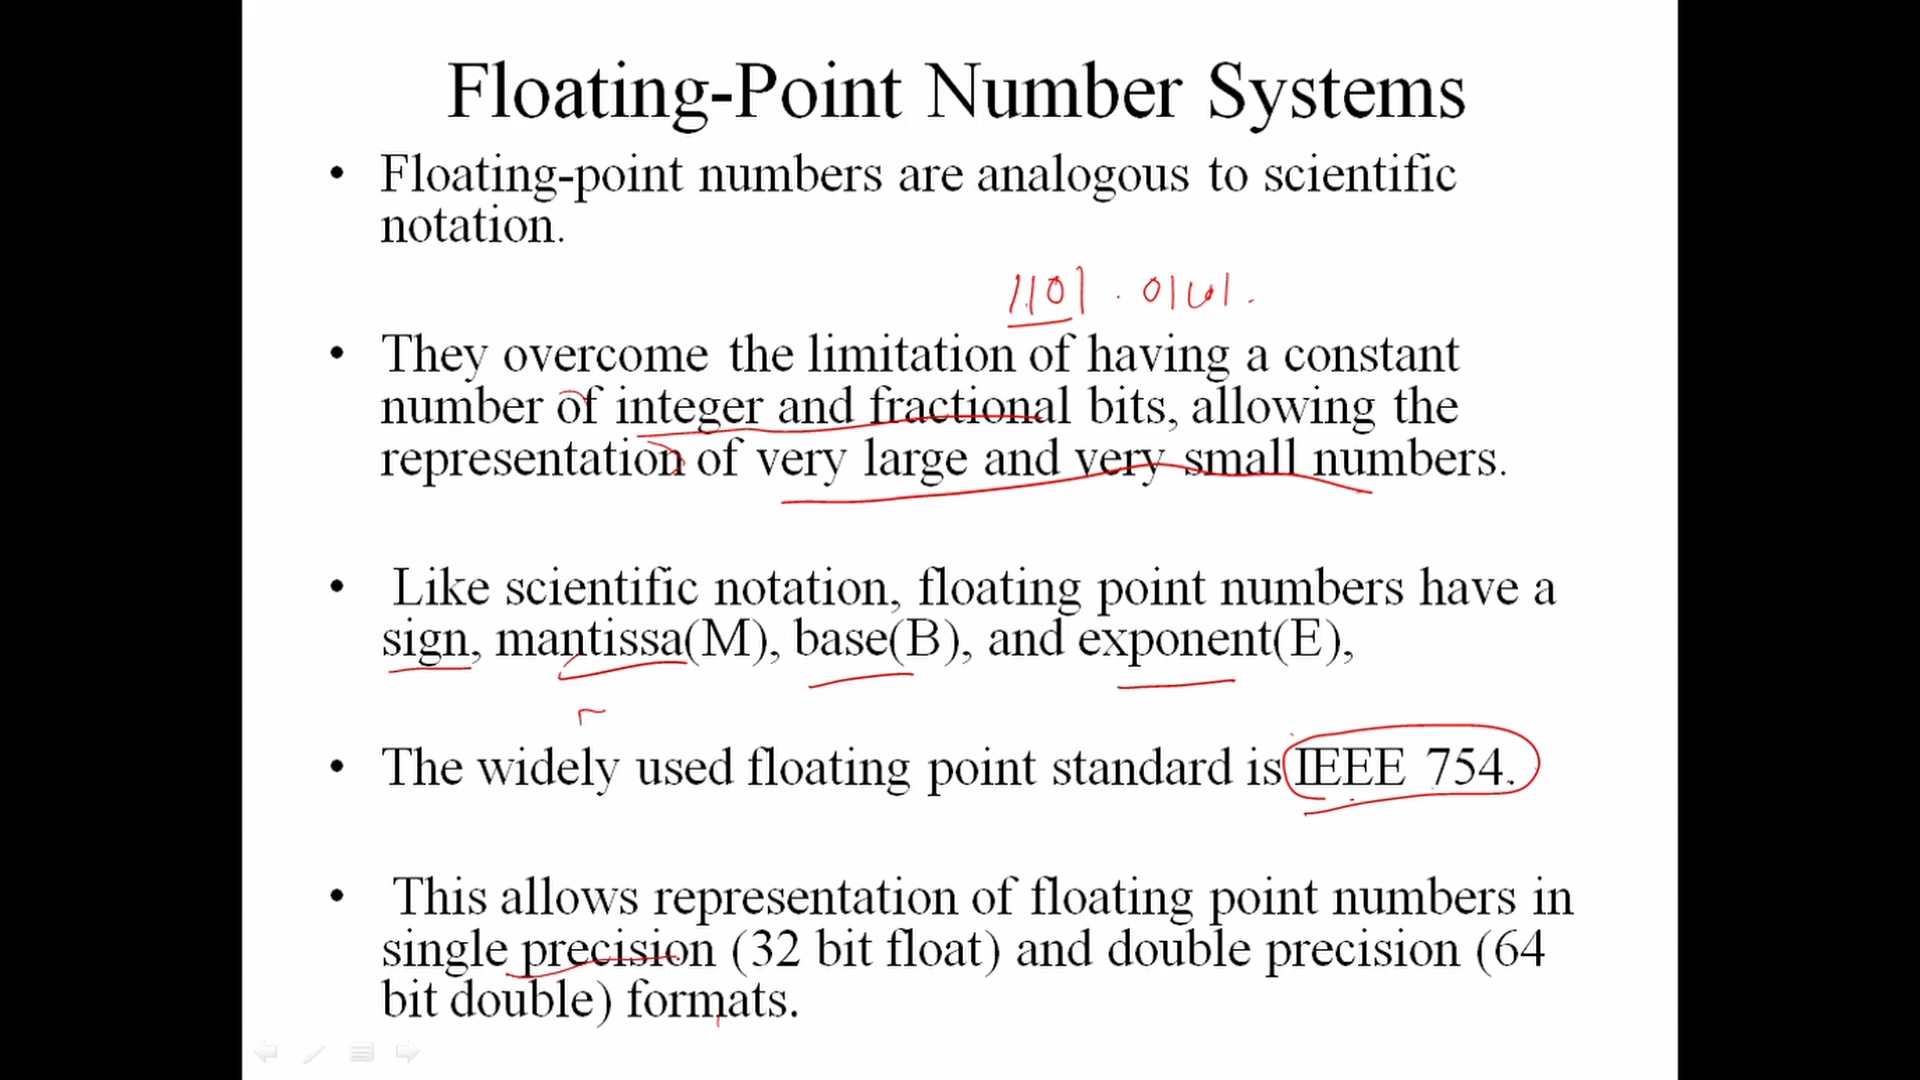 Floating-Point Number Systems
• Floating-point numbers are analogous to scientific
notation.
1101 . 0101.
• They overcome the limitation of having a constant
number of integer and fractional bits, allowing the
representation of very large and very small numbers.
• Like scientific notation, floating point numbers have a
sign, mantissa(M), base(B), and exponent(E),
• The widely used floating point standard is IEEE 754.
• This allows representation of floating point numbers in
single precision (32 bit float) and double precision (64
bit double) formats.